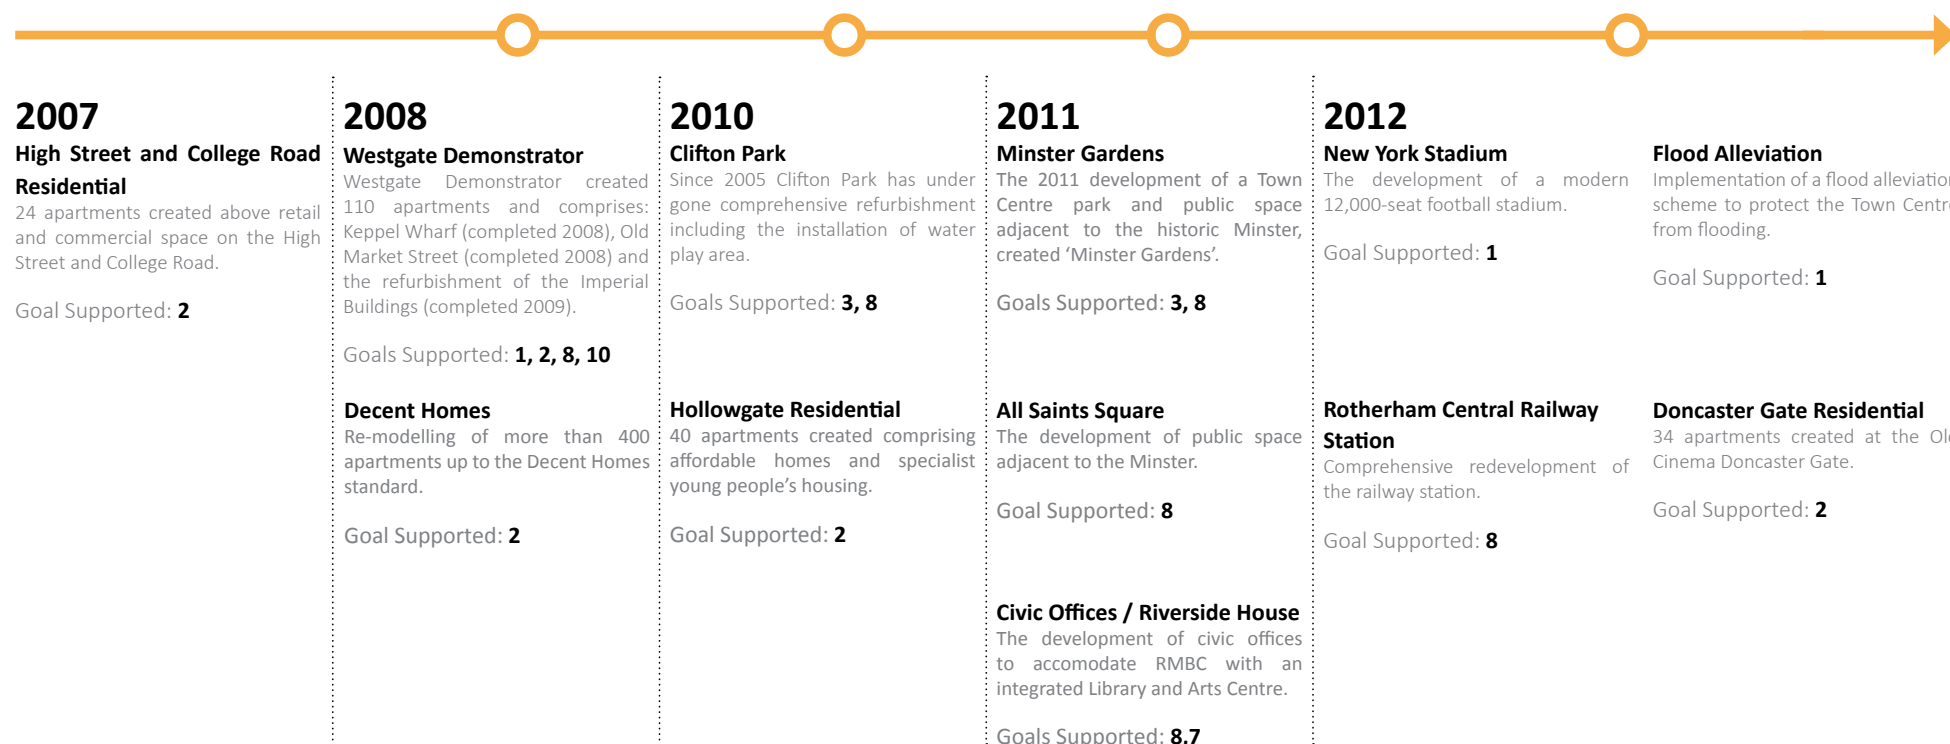 2007
High Street and College Road
Residential
24 apartments created above retail
and commercial space on the High
Street and College Road.
Goal Supported: 2
2008
Westgate Demonstrator
Westgate Demonstrator created
110 apartments and comprises:
Keppel Wharf (completed 2008), Old
Market Street (completed 2008) and
the refurbishment of the Imperial
Buildings (completed 2009).
Goals Supported: 1, 2, 8, 10
Decent Homes
Re-modelling of more than 400
apartments up to the Decent Homes
standard.
Goal Supported: 2
2010
Clifton Park
Since 2005 Clifton Park has under
gone comprehensive refurbishment
including the installation of water
play area.
Goals Supported: 3, 8
Hollowgate Residential
40 apartments created comprising
affordable homes and specialist
young people’s housing.
Goal Supported: 2
2011
Minster Gardens
The 2011 development of a Town
Centre park and public space
adjacent to the historic Minster,
created ‘Minster Gardens’.
Goals Supported: 3, 8
All Saints Square
The development of public space
adjacent to the Minster.
Goal Supported: 8
Civic Offices / Riverside House
The development of civic offices
to accomodate RMBC with an
integrated Library and Arts Centre.
Goals Supported: 8,7
2012
New York Stadium
The development of a modern
12,000-seat football stadium.
Goal Supported: 1
Rotherham Central Railway
Station
Comprehensive redevelopment of
the railway station.
Goal Supported: 8
Flood Alleviation
Implementation of a flood alleviation
scheme to protect the Town Centre
from flooding.
Goal Supported: 1
Doncaster Gate Residential
34 apartments created at the Old
Cinema Doncaster Gate.
Goal Supported: 2